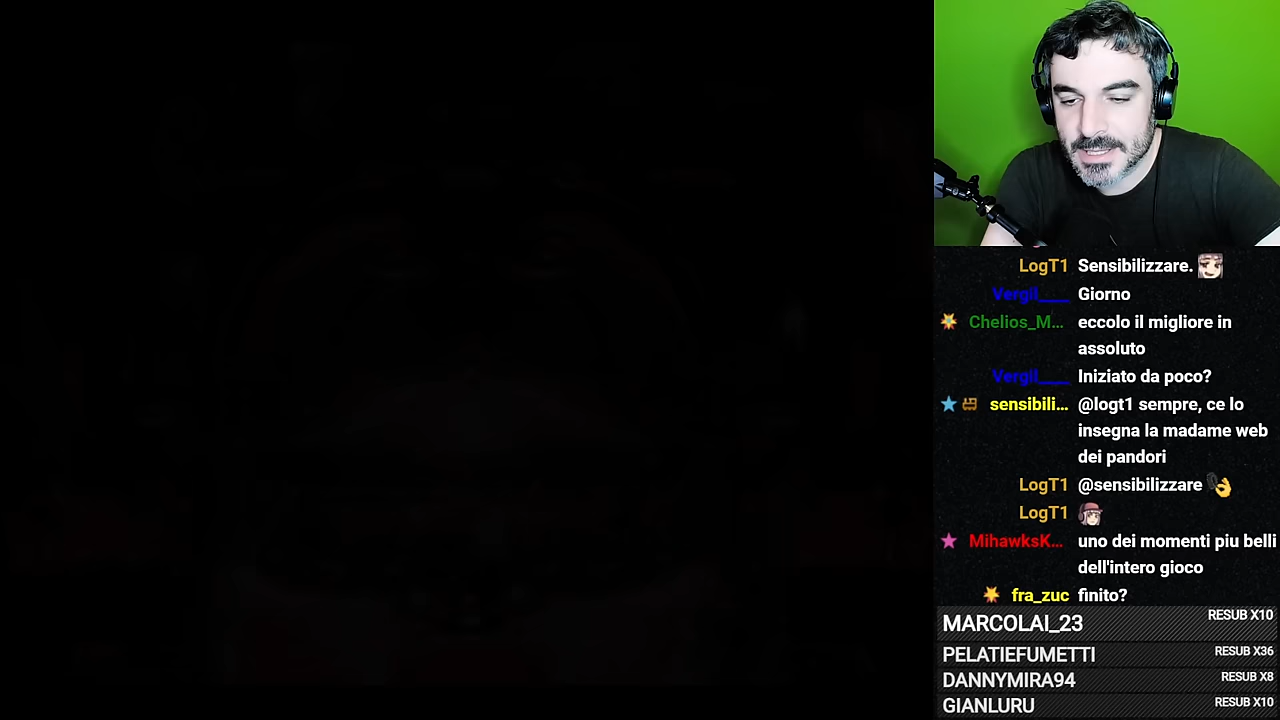 LogT1 Sensibilizzare.
Vergil____ Giorno
Chelios_M... eccolo il migliore in
assoluto
Vergil____ Iniziato da poco?
sensibili... @logt1 sempre, ce lo
insegna la madame web
dei pandori
LogT1 @sensibilizzare
LogT1
MihawksK... uno dei momenti piu belli
dell'intero gioco
fra_zuc finito?
MARCOLAI_23 RESUB X10
PELATIEFUMETTI RESUB X36
DANNYMIRA94 RESUB X8
GIANLURU RESUB X10